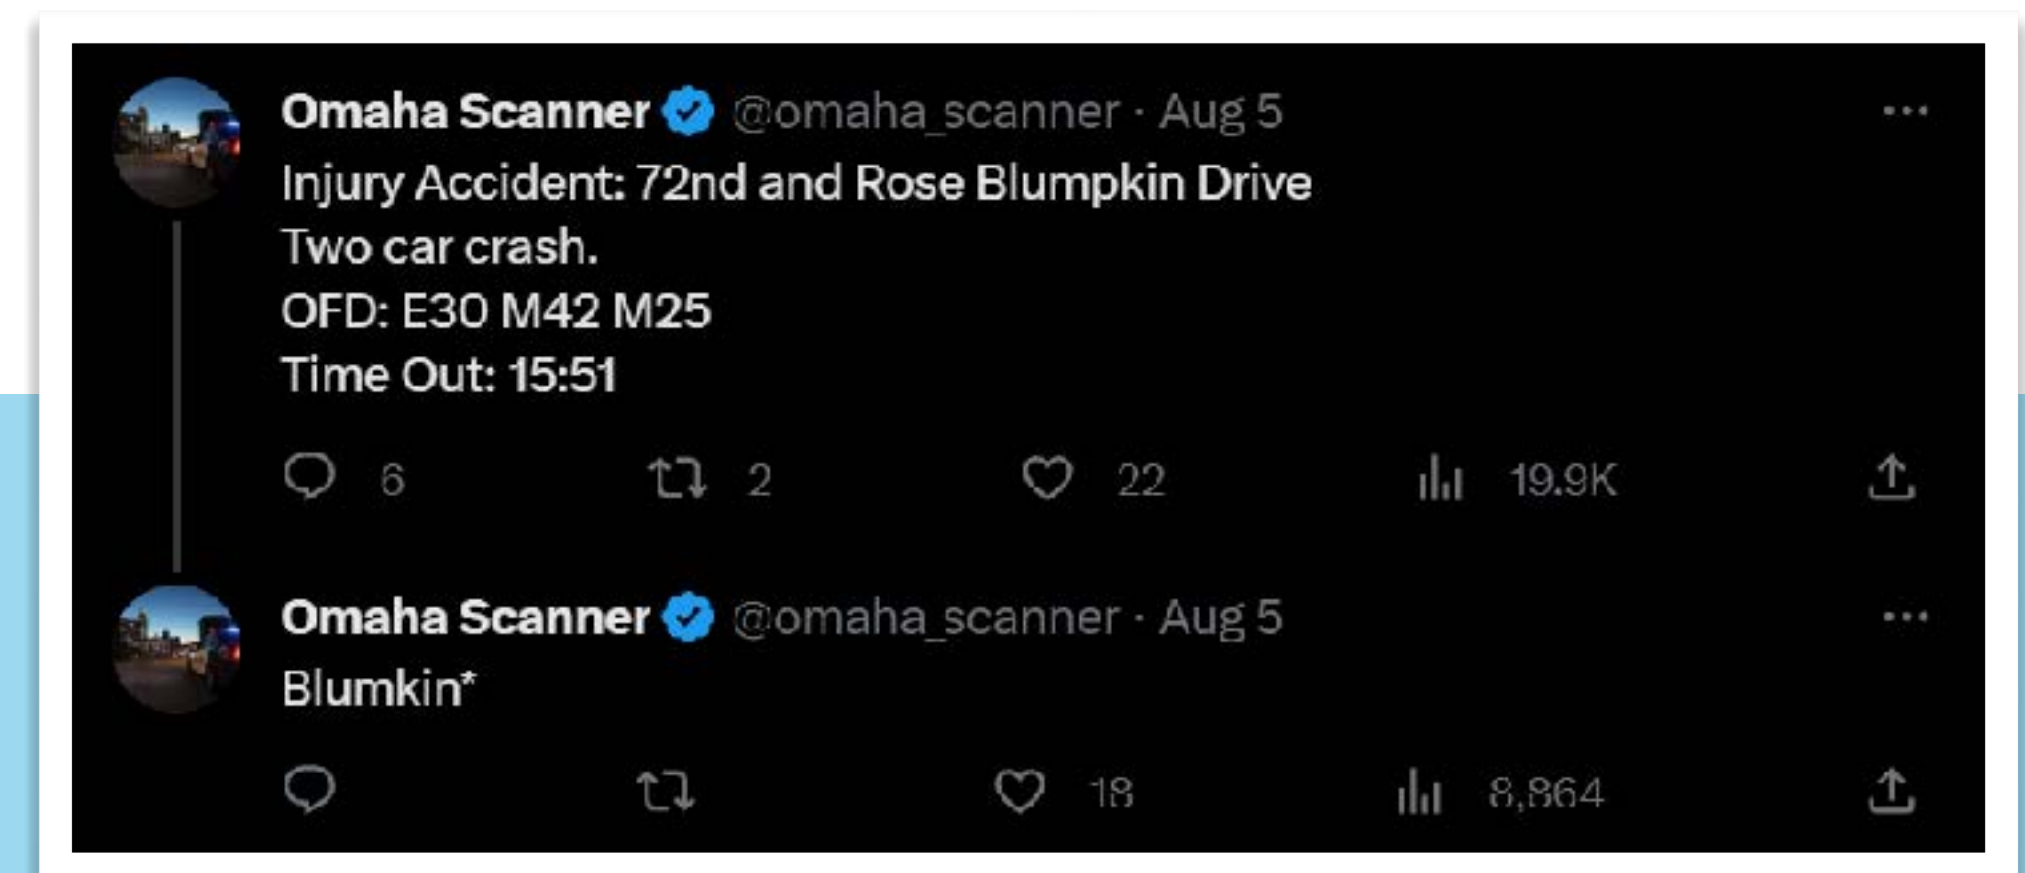 Omaha Scanner @omaha_scanner · Aug 5
Injury Accident: 72nd and Rose Blumpkin Drive
Two car crash.
OFD: E30 M42 M25
Time Out: 15:51
6 2 22 19.9K
Omaha Scanner @omaha_scanner · Aug 5
Blumkin*
18 8,864